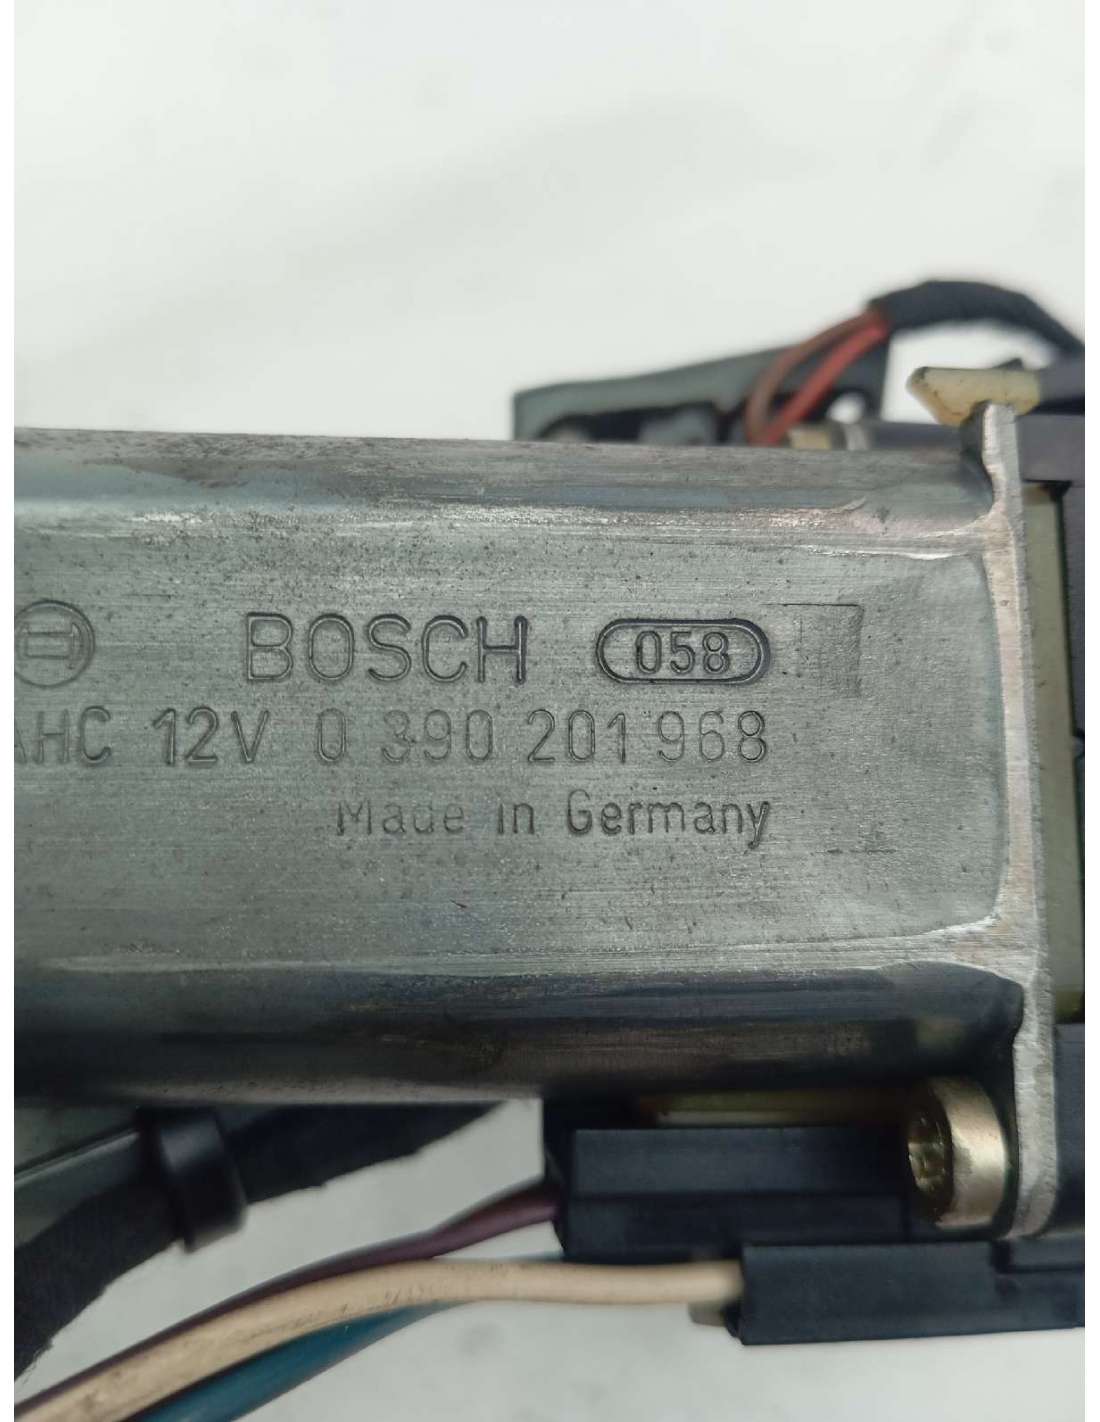 BOSCH 058
AHC 12V 0 390 201 968
Made in Germany